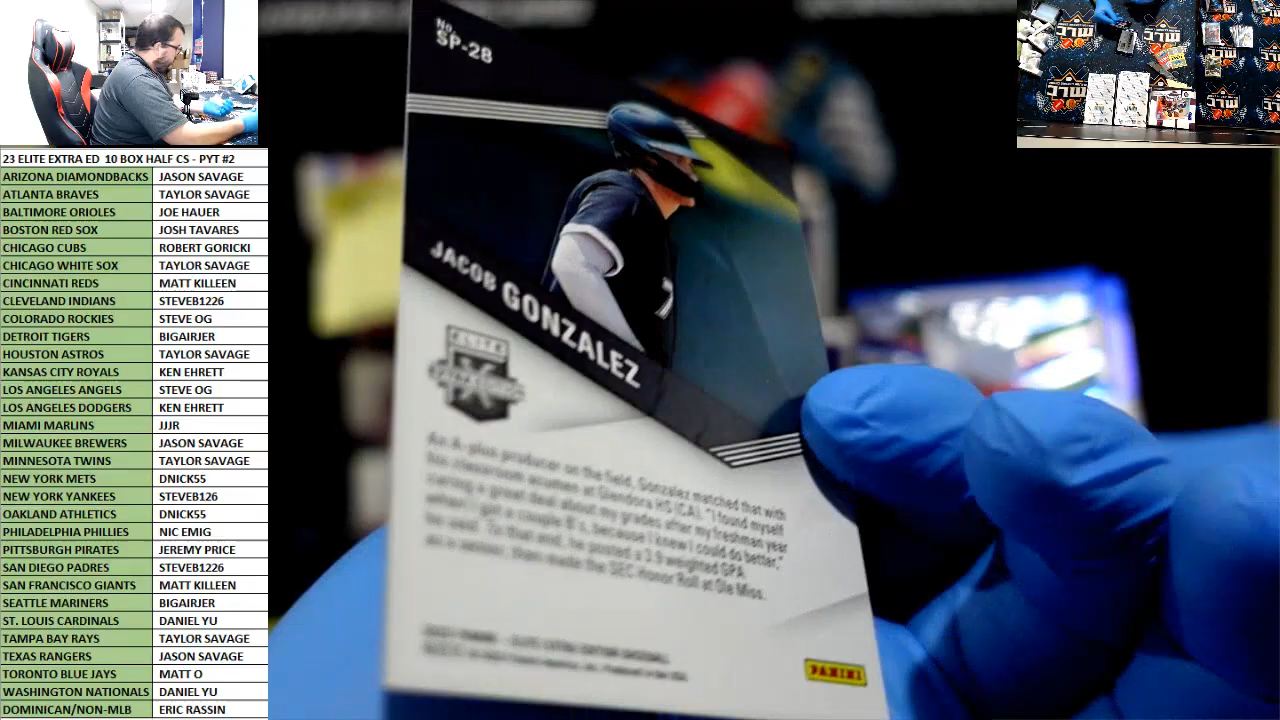 23 ELITE EXTRA ED 10 BOX HALF CS - PYT #2
ARIZONA DIAMONDBACKS JASON SAVAGE
ATLANTA BRAVES TAYLOR SAVAGE
BALTIMORE ORIOLES JOE HAUER
BOSTON RED SOX JOSH TAVARES
CHICAGO CUBS ROBERT GORICKI
CHICAGO WHITE SOX TAYLOR SAVAGE
CINCINNATI REDS MATT KILLEEN
CLEVELAND INDIANS STEVEB1226
COLORADO ROCKIES STEVE OG
DETROIT TIGERS BIGAIRJER
HOUSTON ASTROS TAYLOR SAVAGE
KANSAS CITY ROYALS KEN EHRETT
LOS ANGELES ANGELS STEVE OG
LOS ANGELES DODGERS KEN EHRETT
MIAMI MARLINS JJJR
MILWAUKEE BREWERS JASON SAVAGE
MINNESOTA TWINS TAYLOR SAVAGE
NEW YORK METS DNICK55
NEW YORK YANKEES STEVEB126
OAKLAND ATHLETICS DNICK55
PHILADELPHIA PHILLIES NIC EMIG
PITTSBURGH PIRATES JEREMY PRICE
SAN DIEGO PADRES STEVEB1226
SAN FRANCISCO GIANTS MATT KILLEEN
SEATTLE MARINERS BIGAIRJER
ST. LOUIS CARDINALS DANIEL YU
TAMPA BAY RAYS TAYLOR SAVAGE
TEXAS RANGERS JASON SAVAGE
TORONTO BLUE JAYS MATT O
WASHINGTON NATIONALS DANIEL YU
DOMINICAN/NON-MLB ERIC RASSIN
No.
SP-28
7
JACOB GONZALEZ
ELITE
EXTRA
An A-plus producer on the field, Gonzalez matched that with
his classroom acumen at Glendora HS (CA). "I found myself
caring a great deal about my grades after my freshman year
when I got a couple B's, because I knew I could do better,"
he said. To that end, he posted a 3.9 weighted GPA
as a senior, then made the SEC Honor Roll at Ole Miss.
PANINI